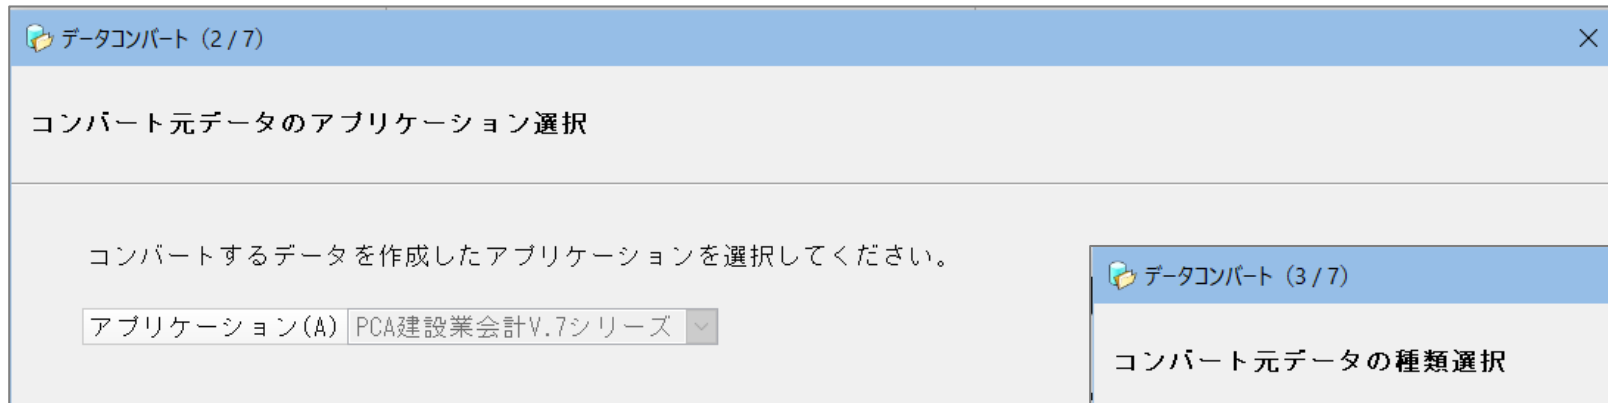 データコンバート (2 / 7)
コンバート元データのアプリケーション選択
コンバートするデータを作成したアプリケーションを選択してください。
アプリケーション(A) PCA建設業会計V.7シリーズ
データコンバート (3 / 7)
コンバート元データの種類選択